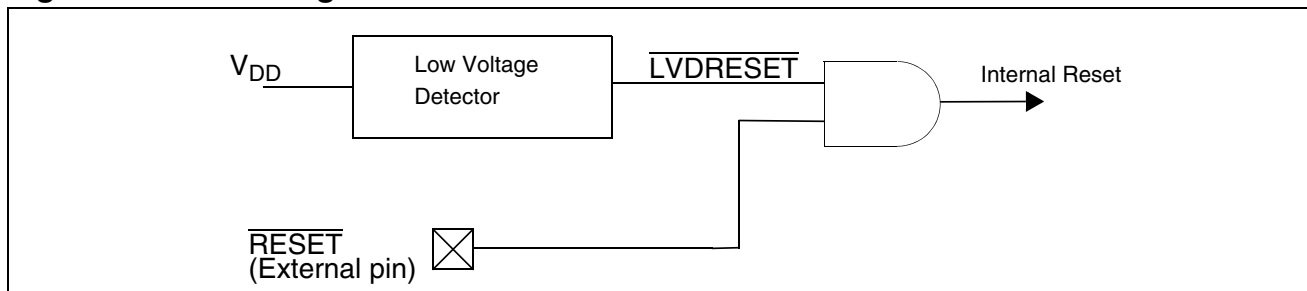 V_DD
Low Voltage
Detector
LVDRESET
Internal Reset
RESET
(External pin)